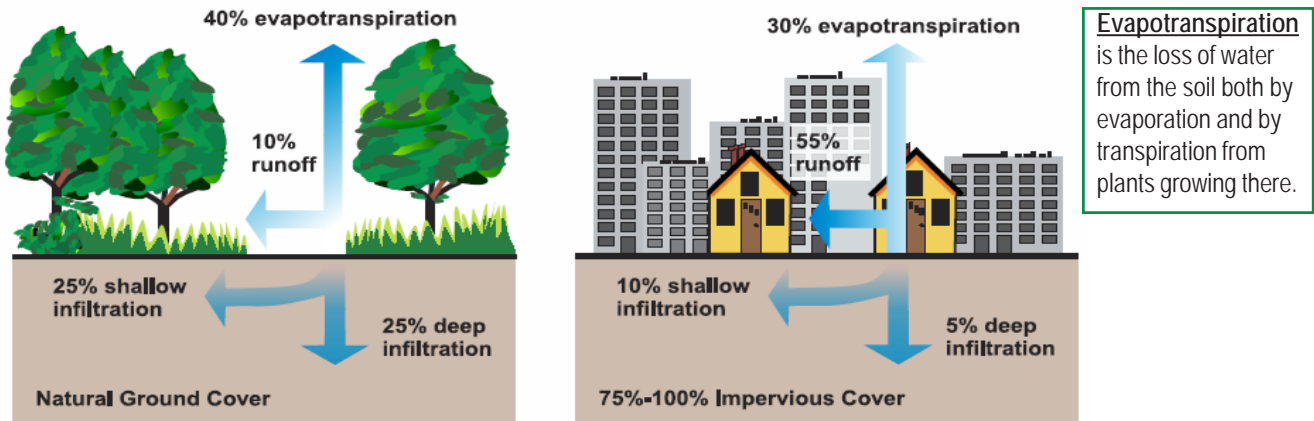 40% evapotranspiration
10%
runoff
25% shallow
infiltration
25% deep
infiltration
Natural Ground Cover
30% evapotranspiration
55%
runoff
10% shallow
infiltration
5% deep
infiltration
75%-100% Impervious Cover
Evapotranspiration
is the loss of water
from the soil both by
evaporation and by
transpiration from
plants growing there.